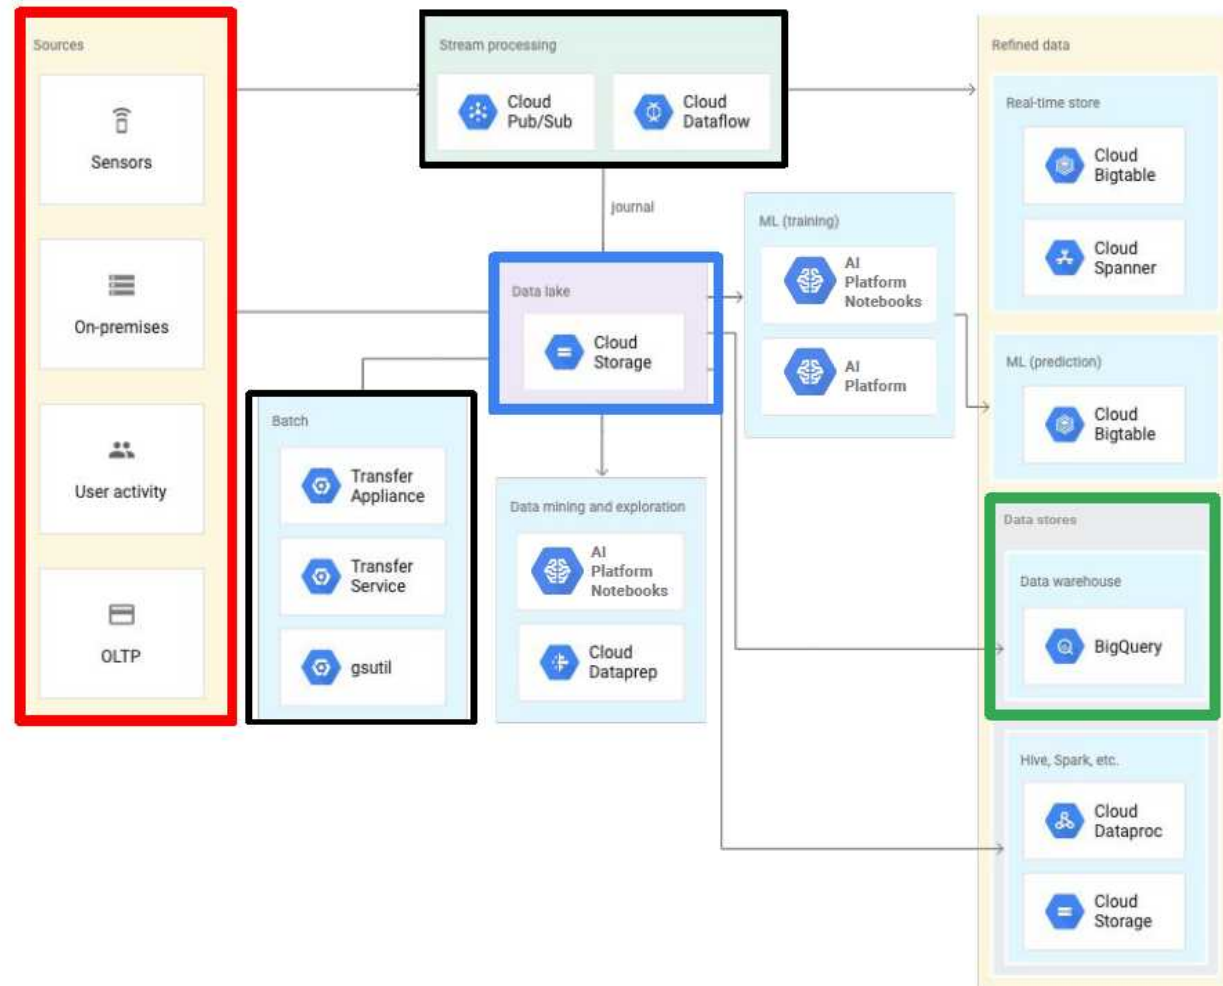 Sources
Sensors
On-premises
User activity
OLTP
Stream processing
Cloud
Pub/Sub
Cloud
Dataflow
journal
Data lake
Cloud
Storage
Batch
Transfer
Appliance
Transfer
Service
gsutil
Data mining and exploration
AI
Platform
Notebooks
Cloud
Dataprep
ML (training)
AI
Platform
Notebooks
AI
Platform
Refined data
Real-time store
Cloud
Bigtable
Cloud
Spanner
ML (prediction)
Cloud
Bigtable
Data stores
Data warehouse
BigQuery
Hive, Spark, etc.
Cloud
Dataproc
Cloud
Storage